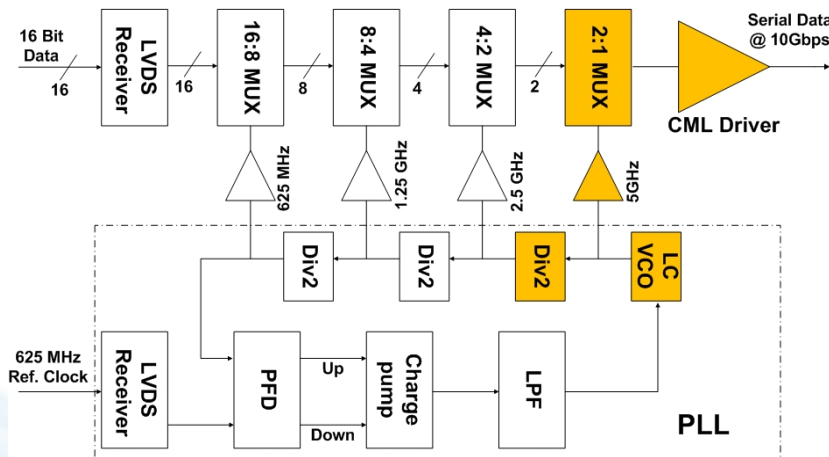 16 Bit
Data
16
LVDS
Receiver
16
16:8 MUX
8
8:4 MUX
4
4:2 MUX
2
2:1 MUX
CML Driver
Serial Data
@ 10Gbps
625 MHz
1.25 GHz
2.5 GHz
5GHz
Div2
Div2
Div2
LC
VCO
625 MHz
Ref. Clock
LVDS
Receiver
PFD
Up
Down
Charge
pump
LPF
PLL